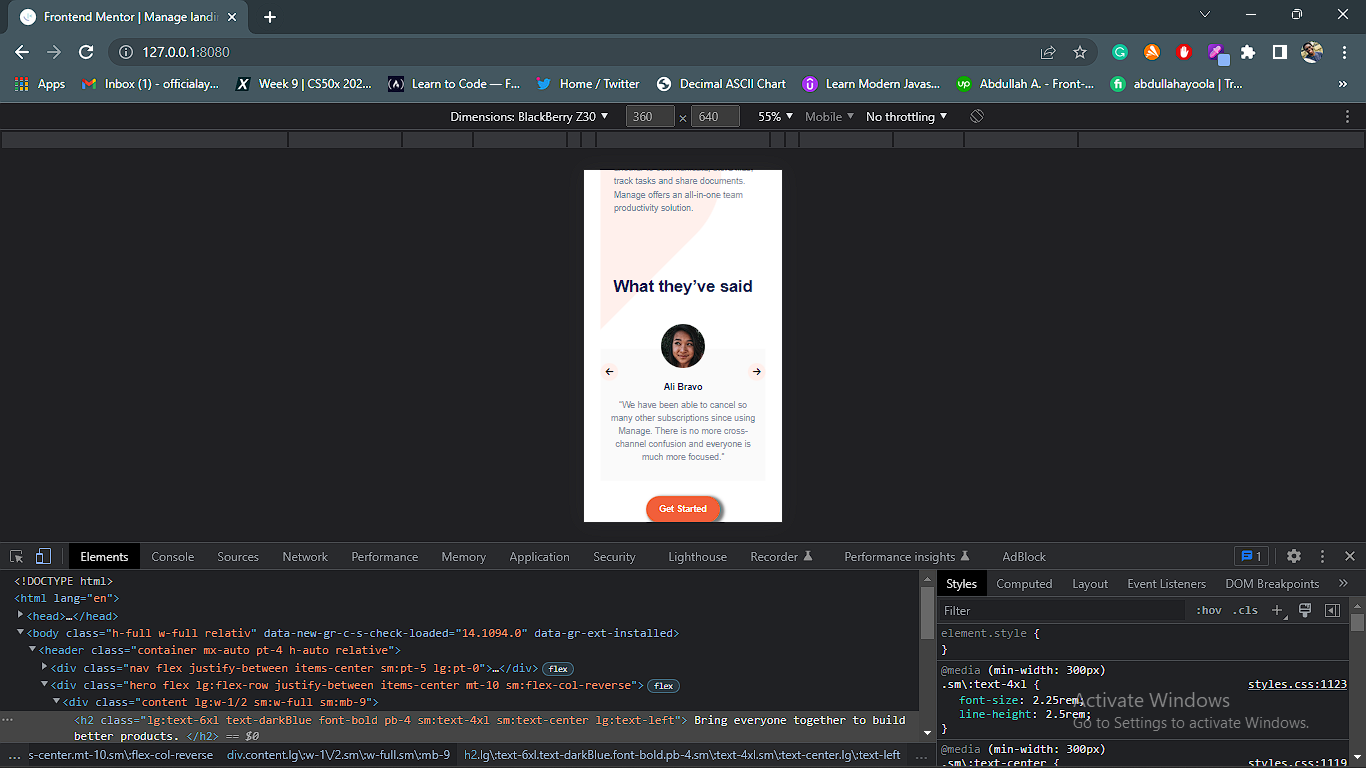 Frontend Mentor | Manage landi
127.0.0.1:8080
Apps
Inbox (1) - officialay...
Week 9 | CS50x 202...
Learn to Code — F...
Home / Twitter
Decimal ASCII Chart
Learn Modern Javas...
Abdullah A. - Front-...
abdullahayoola | Tr...
»
Dimensions: BlackBerry Z30 ▼ 360 × 640 55% ▼ Mobile ▼ No throttling ▼
track tasks and share documents.
Manage offers an all-in-one team
productivity solution.
What they’ve said
Ali Bravo
“We have been able to cancel so
many other subscriptions since using
Manage. There is no more cross-
channel confusion and everyone is
much more focused.”
Get Started
Elements Console Sources Network Performance Memory Application Security Lighthouse Recorder Performance insights AdBlock 1
<!DOCTYPE html>
<html lang="en">
<head>…</head>
<body class="h-full w-full relativ" data-new-gr-c-s-check-loaded="14.1094.0" data-gr-ext-installed>
<header class="container mx-auto pt-4 h-auto relative">
<div class="nav flex justify-between items-center sm:pt-5 lg:pt-0">…</div> flex
<div class="hero flex lg:flex-row justify-between items-center mt-10 sm:flex-col-reverse"> flex
<div class="content lg:w-1/2 sm:w-full sm:mb-9">
<h2 class="lg:text-6xl text-darkBlue font-bold pb-4 sm:text-4xl sm:text-center lg:text-left"> Bring everyone together to build
better products. </h2> == $0
... s-center.mt-10.sm\:flex-col-reverse div.content.lg\:w-1\/2.sm\:w-full.sm\:mb-9 h2.lg\:text-6xl.text-darkBlue.font-bold.pb-4.sm\:text-4xl.sm\:text-center.lg\:text-left ...
Styles Computed Layout Event Listeners DOM Breakpoints »
Filter :hov .cls
element.style {
}
@media (min-width: 300px)
.sm\:text-4xl { styles.css:1123
font-size: 2.25rem;
line-height: 2.5rem;
}
@media (min-width: 300px)
.sm\:text-center { styles.css:1119
Activate Windows
Go to Settings to activate Windows.